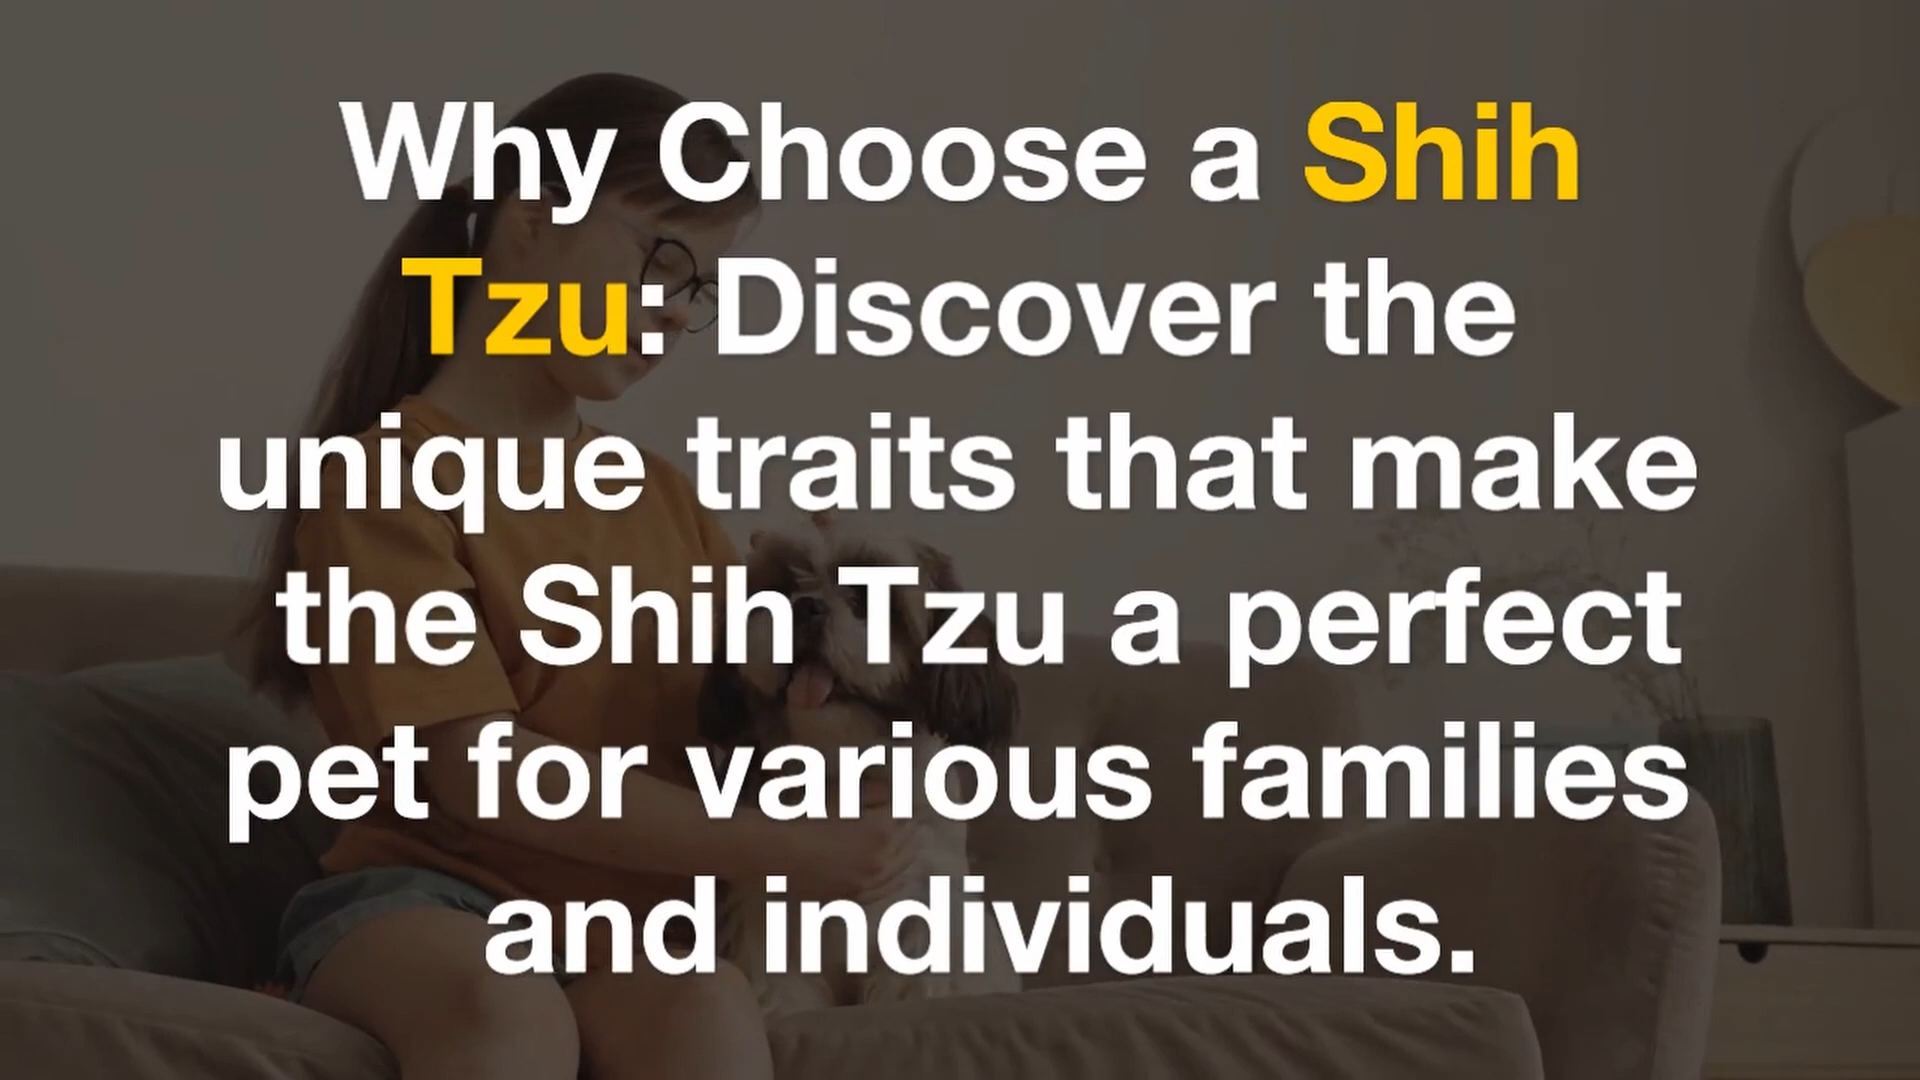 Why Choose a Shih
Tzu: Discover the
unique traits that make
the Shih Tzu a perfect
pet for various families
and individuals.